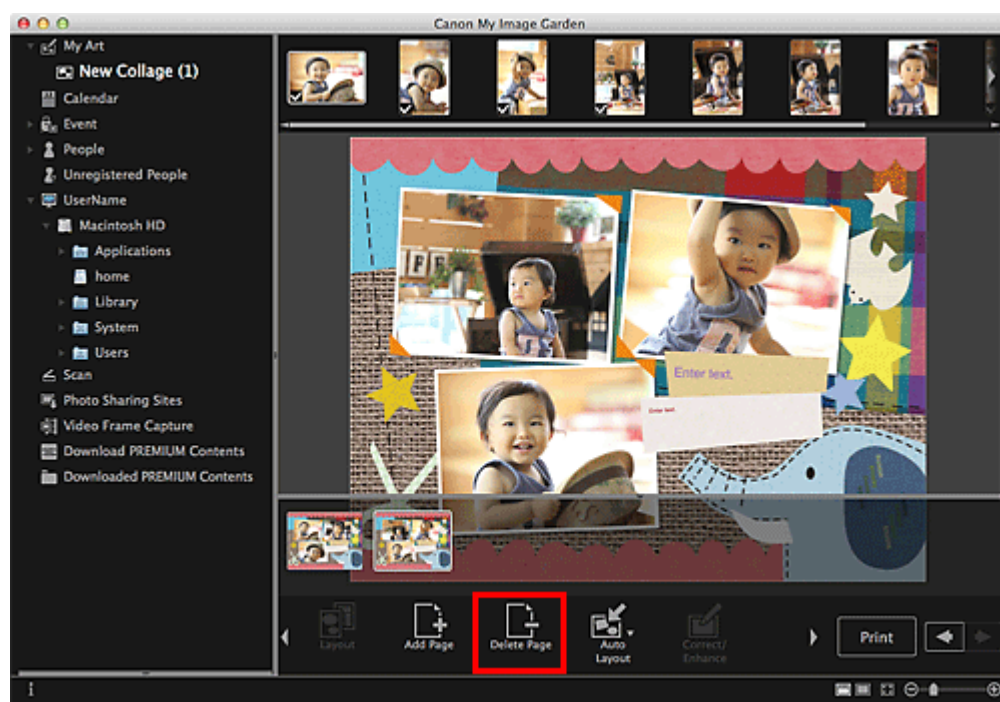 Canon My Image Garden
My Art
New Collage (1)
Calendar
Event
People
Unregistered People
UserName
Macintosh HD
Applications
home
Library
System
Users
Scan
Photo Sharing Sites
Video Frame Capture
Download PREMIUM Contents
Downloaded PREMIUM Contents
Enter text.
Enter text.
Layout
Add Page
Delete Page
Auto
Layout
Correct/
Enhance
Print